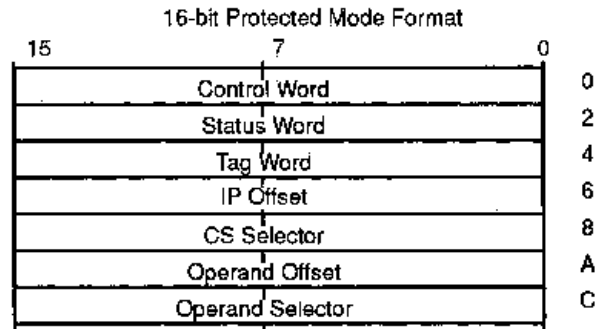 16-bit Protected Mode Format
15 7 0
Control Word 0
Status Word 2
Tag Word 4
IP Offset 6
CS Selector 8
Operand Offset A
Operand Selector C